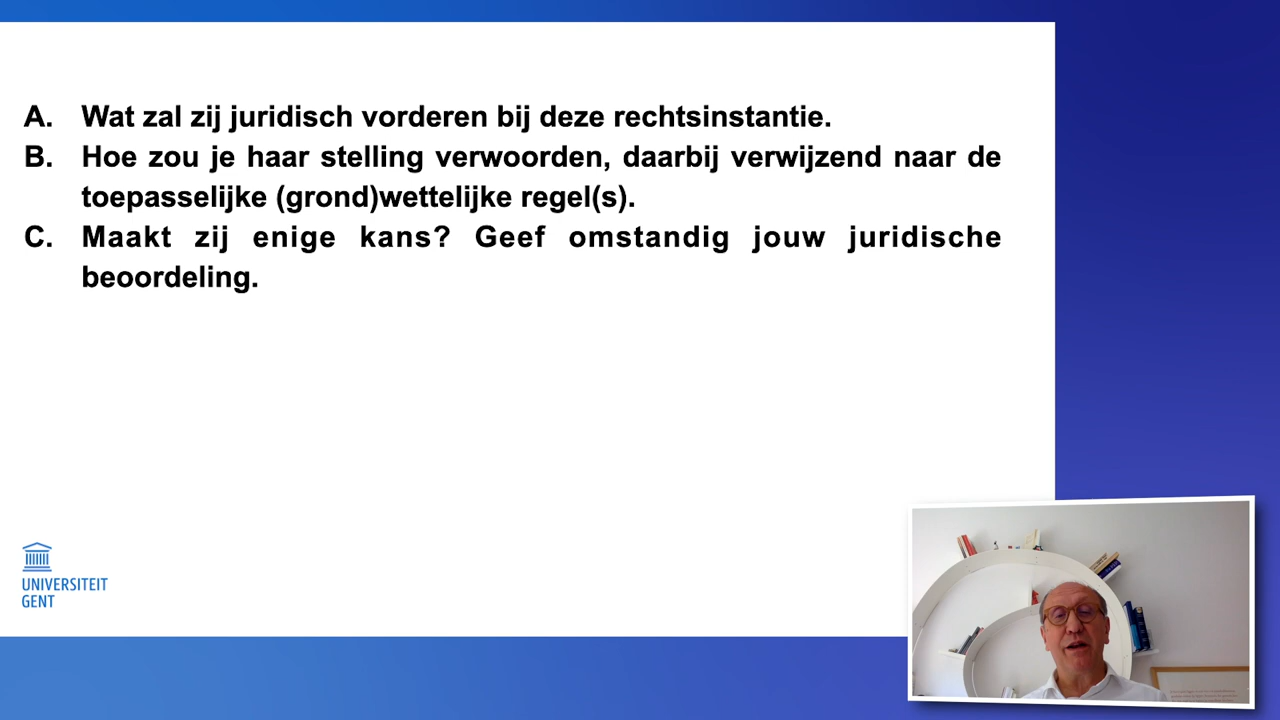 A. Wat zal zij juridisch vorderen bij deze rechtsinstantie.
B. Hoe zou je haar stelling verwoorden, daarbij verwijzend naar de
toepasselijke (grond)wettelijke regel(s).
C. Maakt zij enige kans? Geef omstandig jouw juridische
beoordeling.
UNIVERSITEIT
GENT